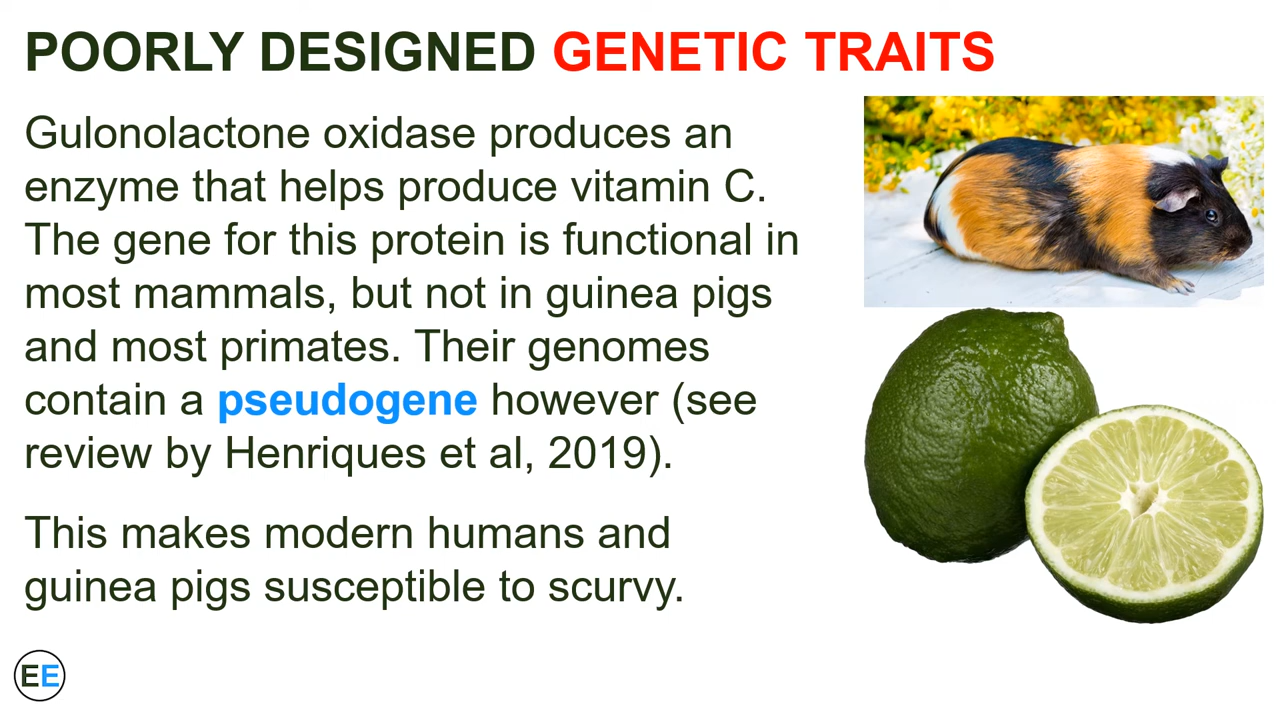 POORLY DESIGNED GENETIC TRAITS
Gulonolactone oxidase produces an
enzyme that helps produce vitamin C.
The gene for this protein is functional in
most mammals, but not in guinea pigs
and most primates. Their genomes
contain a pseudogene however (see
review by Henriques et al, 2019).
This makes modern humans and
guinea pigs susceptible to scurvy.
EE